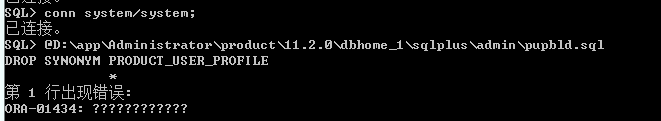 SQL> conn system/system;
已连接。
SQL> @D:\app\Administrator\product\11.2.0\dbhome_1\sqlplus\admin\pupbld.sql
DROP SYNONYM PRODUCT_USER_PROFILE
*
第 1 行出现错误:
ORA-01434: ????????????